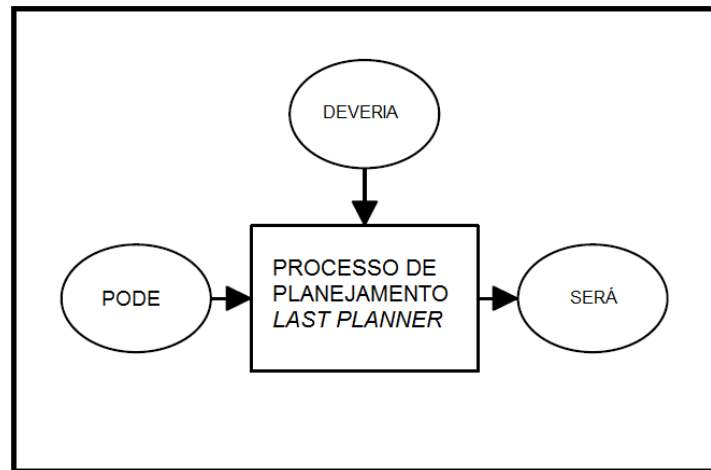 DEVERIA
PODE
PROCESSO DE
PLANEJAMENTO
LAST PLANNER
SERÁ